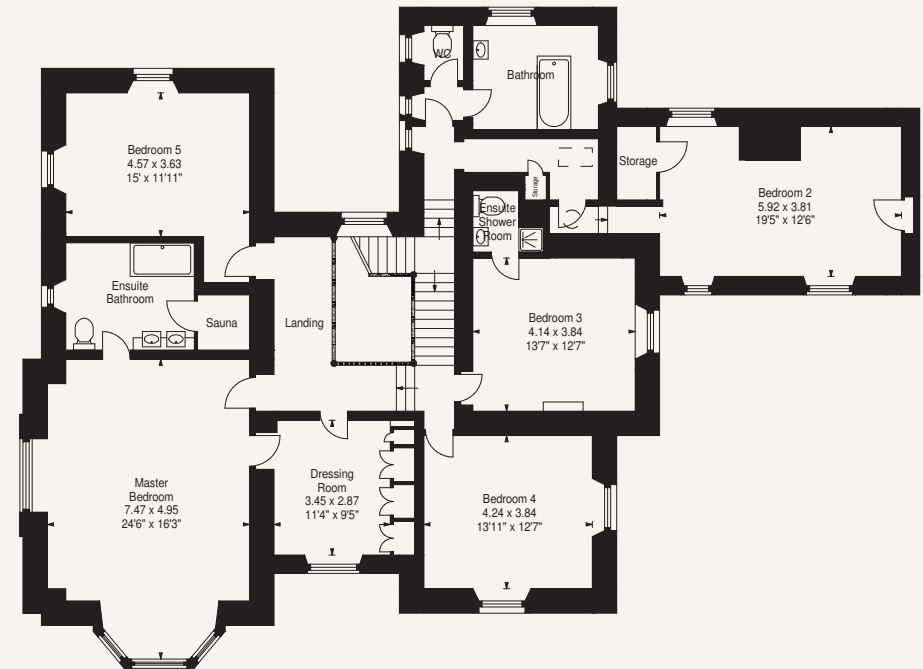 WC
Bathroom
Bedroom 5
4.57 x 3.63
15' x 11'11"
Storage
Storage
Bedroom 2
5.92 x 3.81
19'5" x 12'6"
Ensuite
Shower
Room
Ensuite
Bathroom
Sauna
Landing
Bedroom 3
4.14 x 3.84
13'7" x 12'7"
Master
Bedroom
7.47 x 4.95
24'6" x 16'3"
Dressing
Room
3.45 x 2.87
11'4" x 9'5"
Bedroom 4
4.24 x 3.84
13'11" x 12'7"